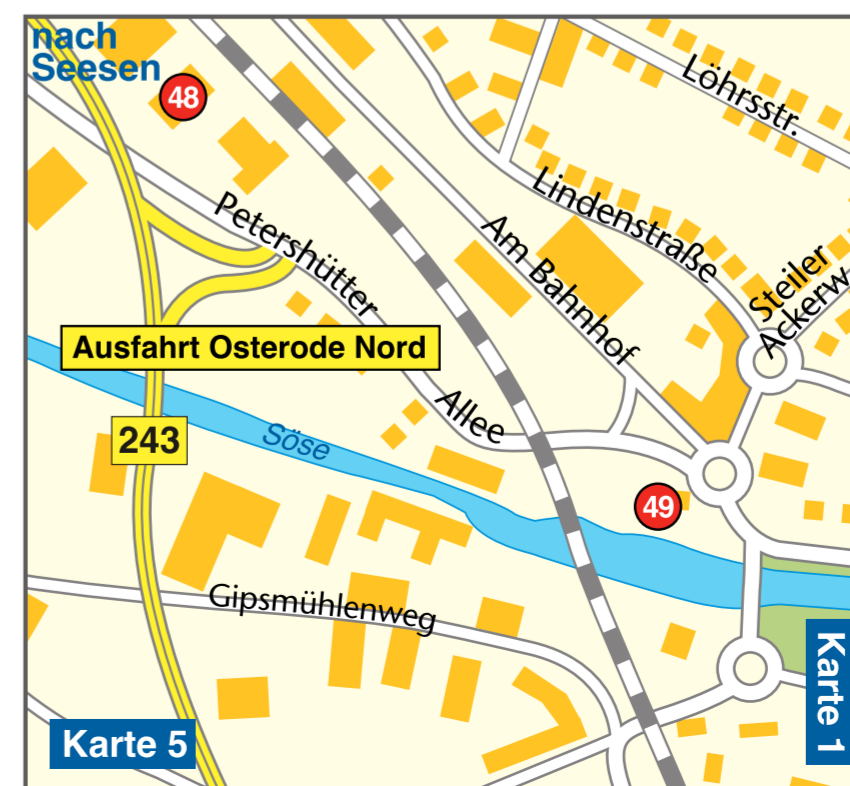 nach
Seesen
48
Löhrsstr.
Petershütter
Allee
Lindenstraße
Am Bahnhof
Steiler
Ackerw
Ausfahrt Osterode Nord
243
Söse
49
Gipsmühlenweg
Karte 5
Karte 1